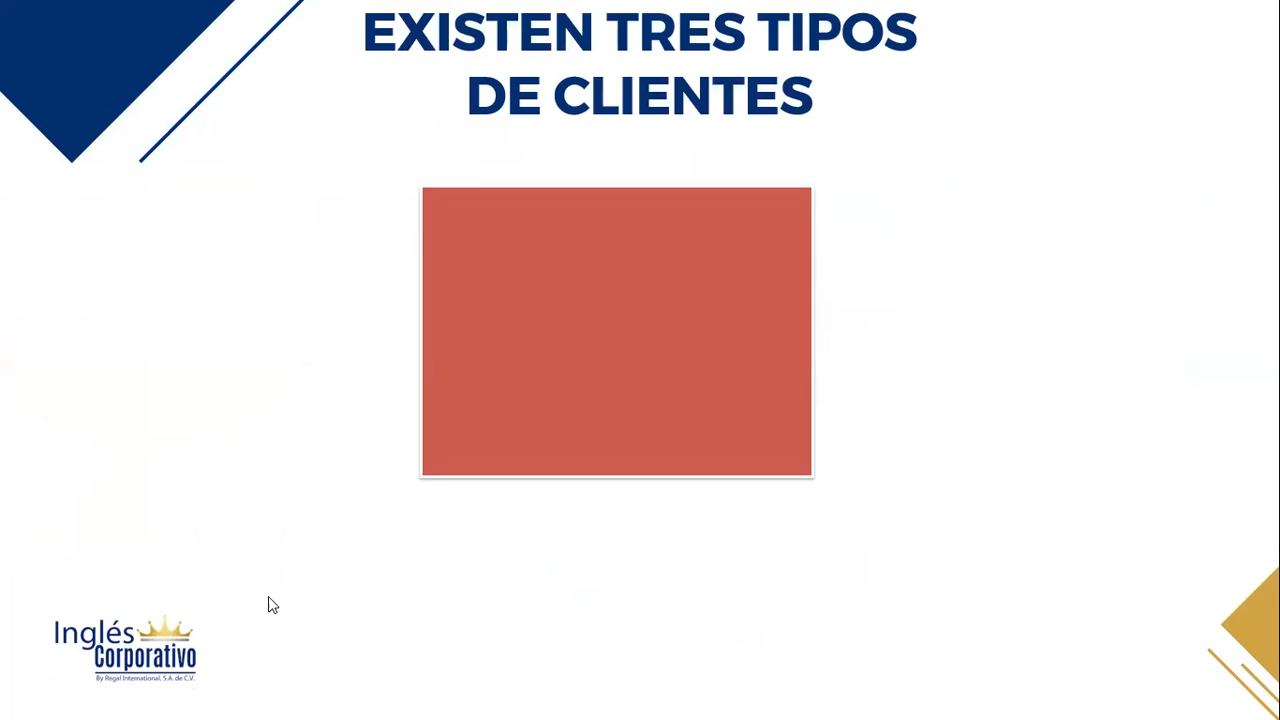 EXISTEN TRES TIPOS
DE CLIENTES
Inglés
Corporativo
By Regal International, S.A. de C.V.